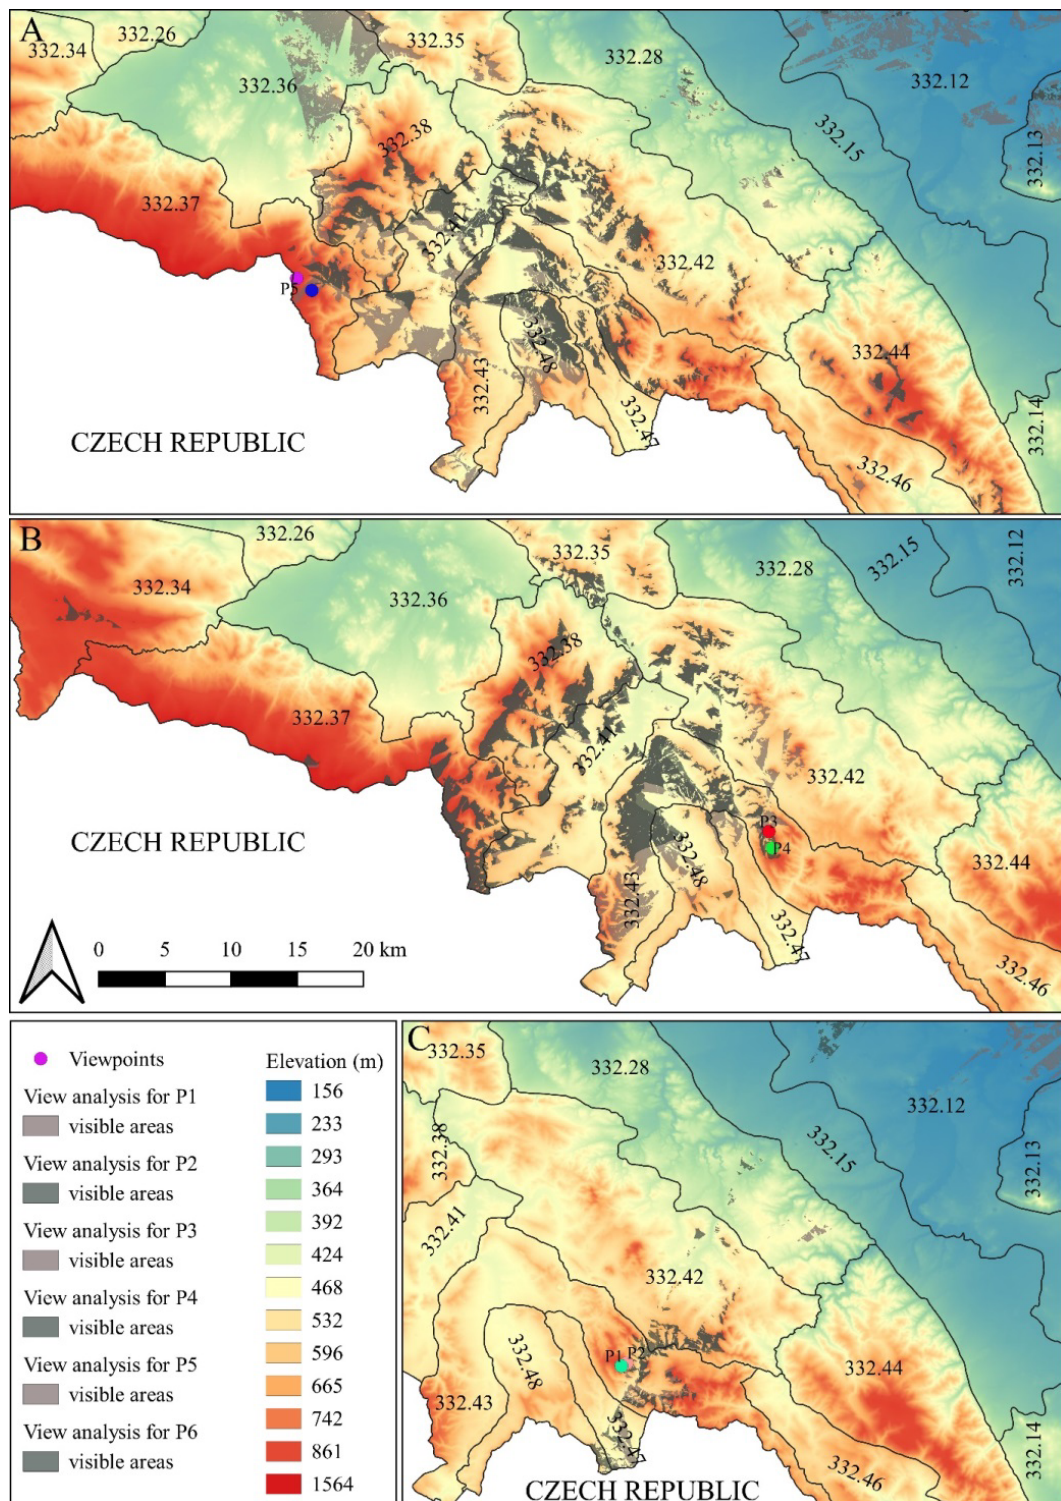 A
332.34
332.26
332.35
332.28
332.12
332.36
332.38
332.15
332.13
332.37
332.41
332.42
P5
332.48
332.43
332.44
332.47
332.14
332.46
CZECH REPUBLIC
B
332.26
332.35
332.28
332.15
332.12
332.34
332.36
332.38
332.37
332.41
332.42
P3
P4
CZECH REPUBLIC
332.48
332.44
332.43
332.47
332.46
0 5 10 15 20 km
Viewpoints
View analysis for P1
visible areas
View analysis for P2
visible areas
View analysis for P3
visible areas
View analysis for P4
visible areas
View analysis for P5
visible areas
View analysis for P6
visible areas
Elevation (m)
156
233
293
364
392
424
468
532
596
665
742
861
1564
C
332.35
332.28
332.12
332.38
332.15
332.13
332.41
332.42
P1
P2
332.48
332.44
332.43
332.47
332.14
332.46
CZECH REPUBLIC